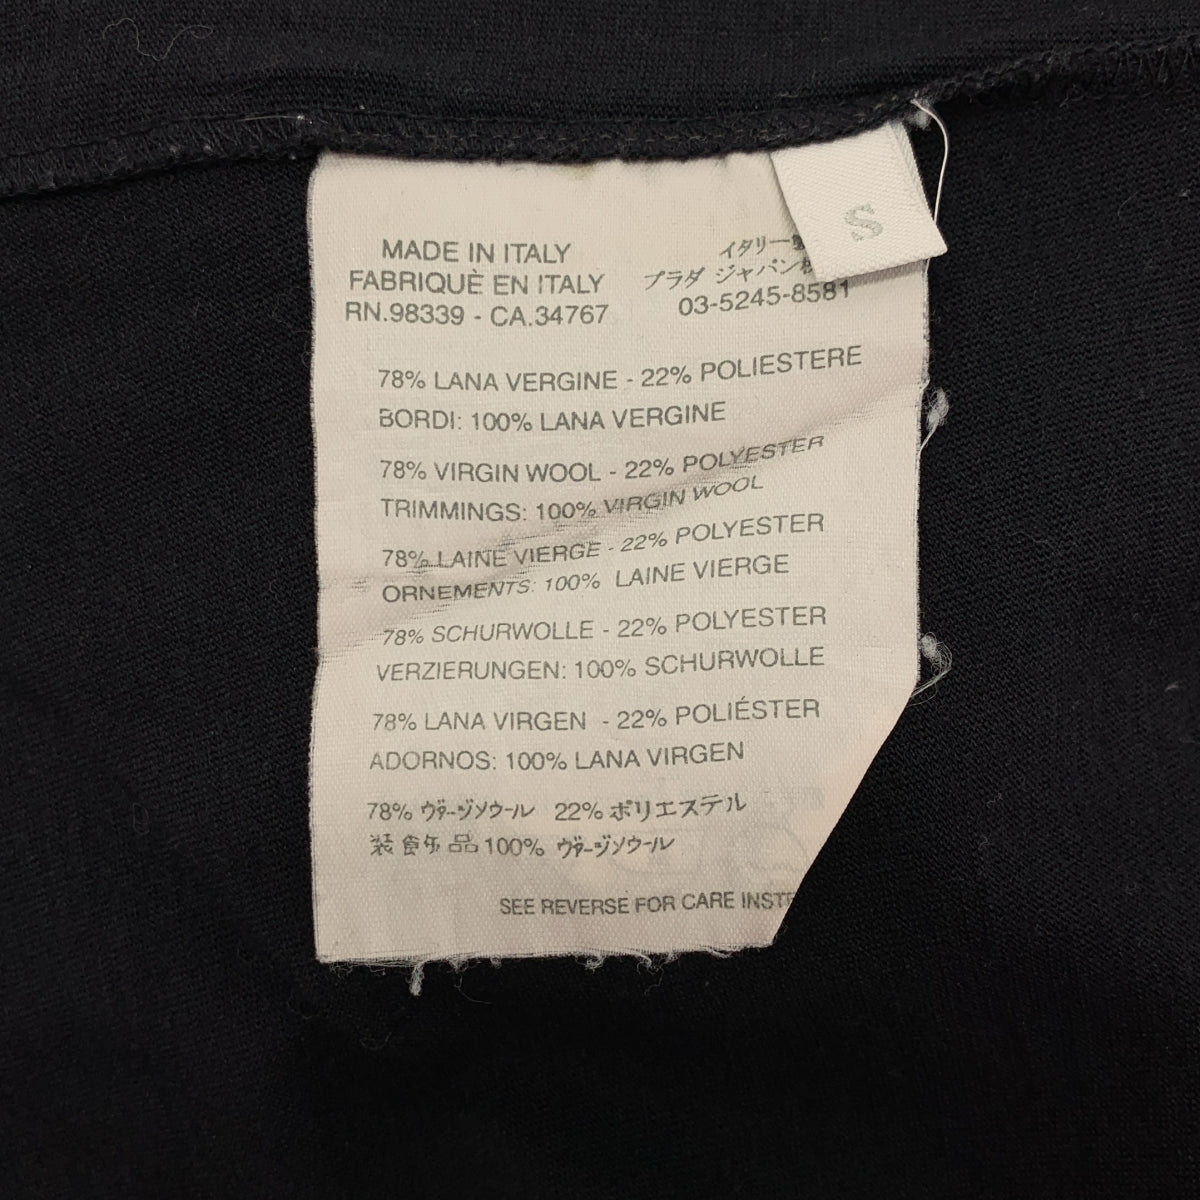 MADE IN ITALY
FABRIQUÈ EN ITALY
RN.98339 - CA.34767
イタリー
プラダ ジャパン
03-5245-8581
S
78% LANA VERGINE - 22% POLIESTERE
BORDI: 100% LANA VERGINE
78% VIRGIN WOOL - 22% POLYESTER
TRIMMINGS: 100% VIRGIN WOOL
78% LAINE VIERGE - 22% POLYESTER
ORNEMENTS: 100% LAINE VIERGE
78% SCHURWOLLE - 22% POLYESTER
VERZIERUNGEN: 100% SCHURWOLLE
78% LANA VIRGEN - 22% POLIÉSTER
ADORNOS: 100% LANA VIRGEN
78% ヴァージンウール 22% ポリエステル
装飾品 100% ヴァージンウール
SEE REVERSE FOR CARE